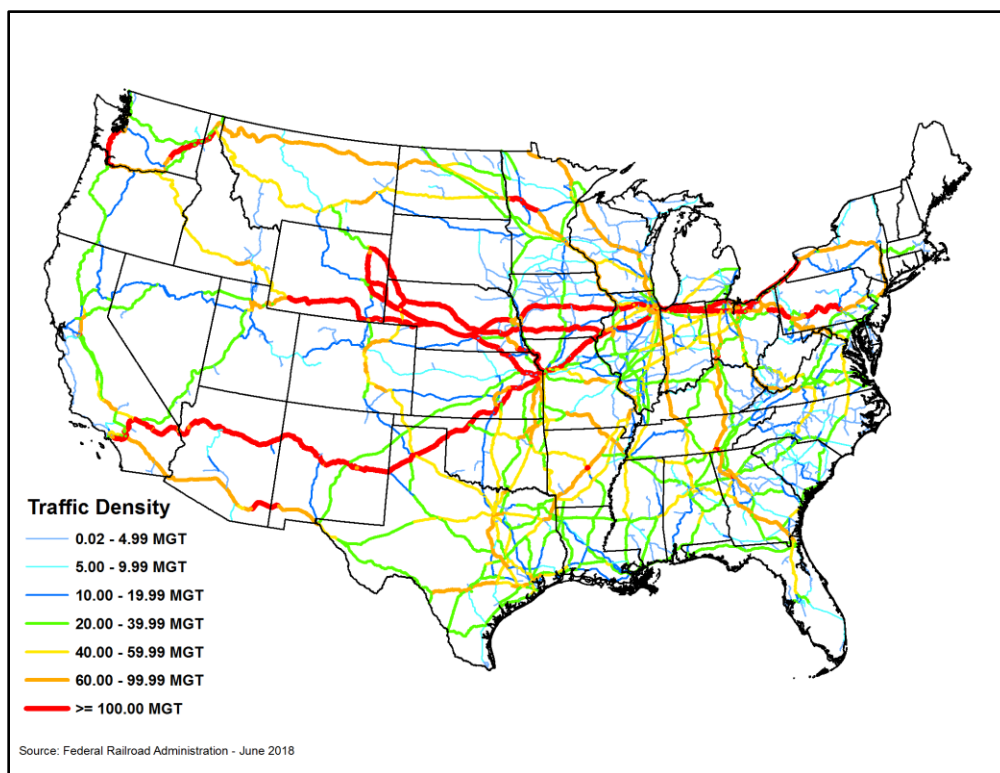 Traffic Density
0.02 - 4.99 MGT
5.00 - 9.99 MGT
10.00 - 19.99 MGT
20.00 - 39.99 MGT
40.00 - 59.99 MGT
60.00 - 99.99 MGT
>= 100.00 MGT
Source: Federal Railroad Administration - June 2018